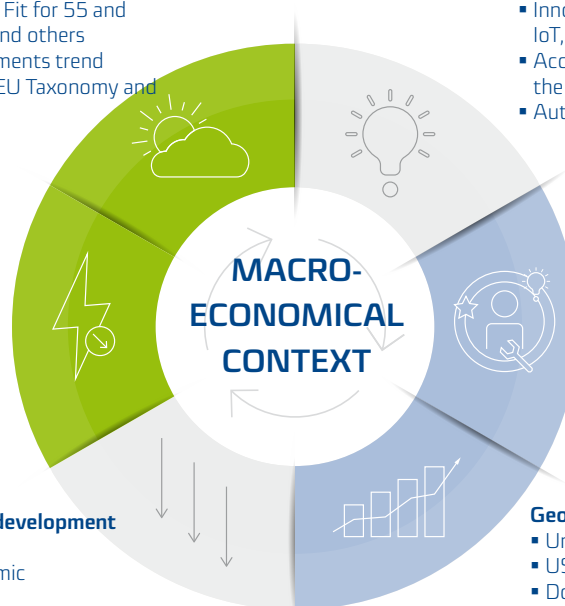 Fit for 55 and
nd others
ments trend
EU Taxonomy and
▪ Inno
IoT,
▪ Acc
the
▪ Aut
MACRO-
ECONOMICAL
CONTEXT
development
mic
Geo
▪ Un
▪ US
▪ Do